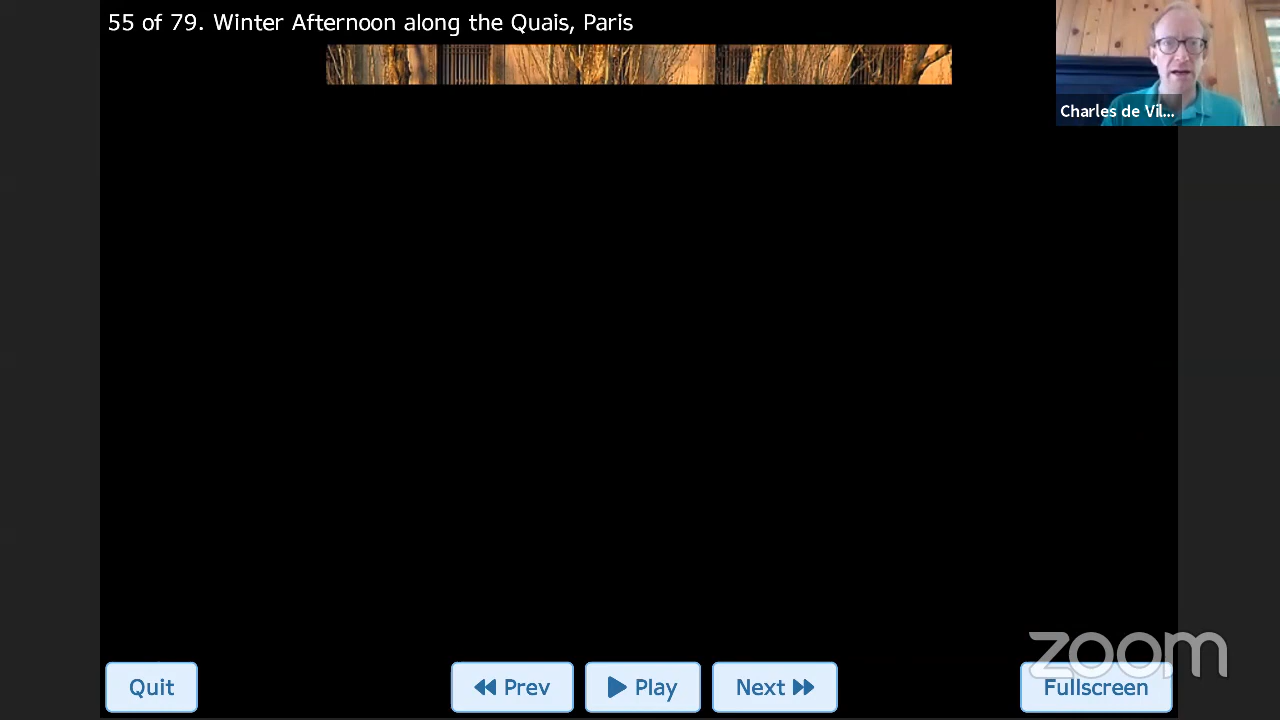 55 of 79. Winter Afternoon along the Quais, Paris
Charles de Vil...
zoom
Quit
Prev
Play
Next
Fullscreen